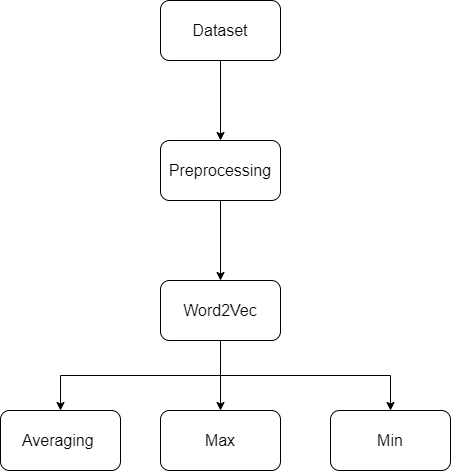 Dataset
Preprocessing
Word2Vec
Averaging
Max
Min